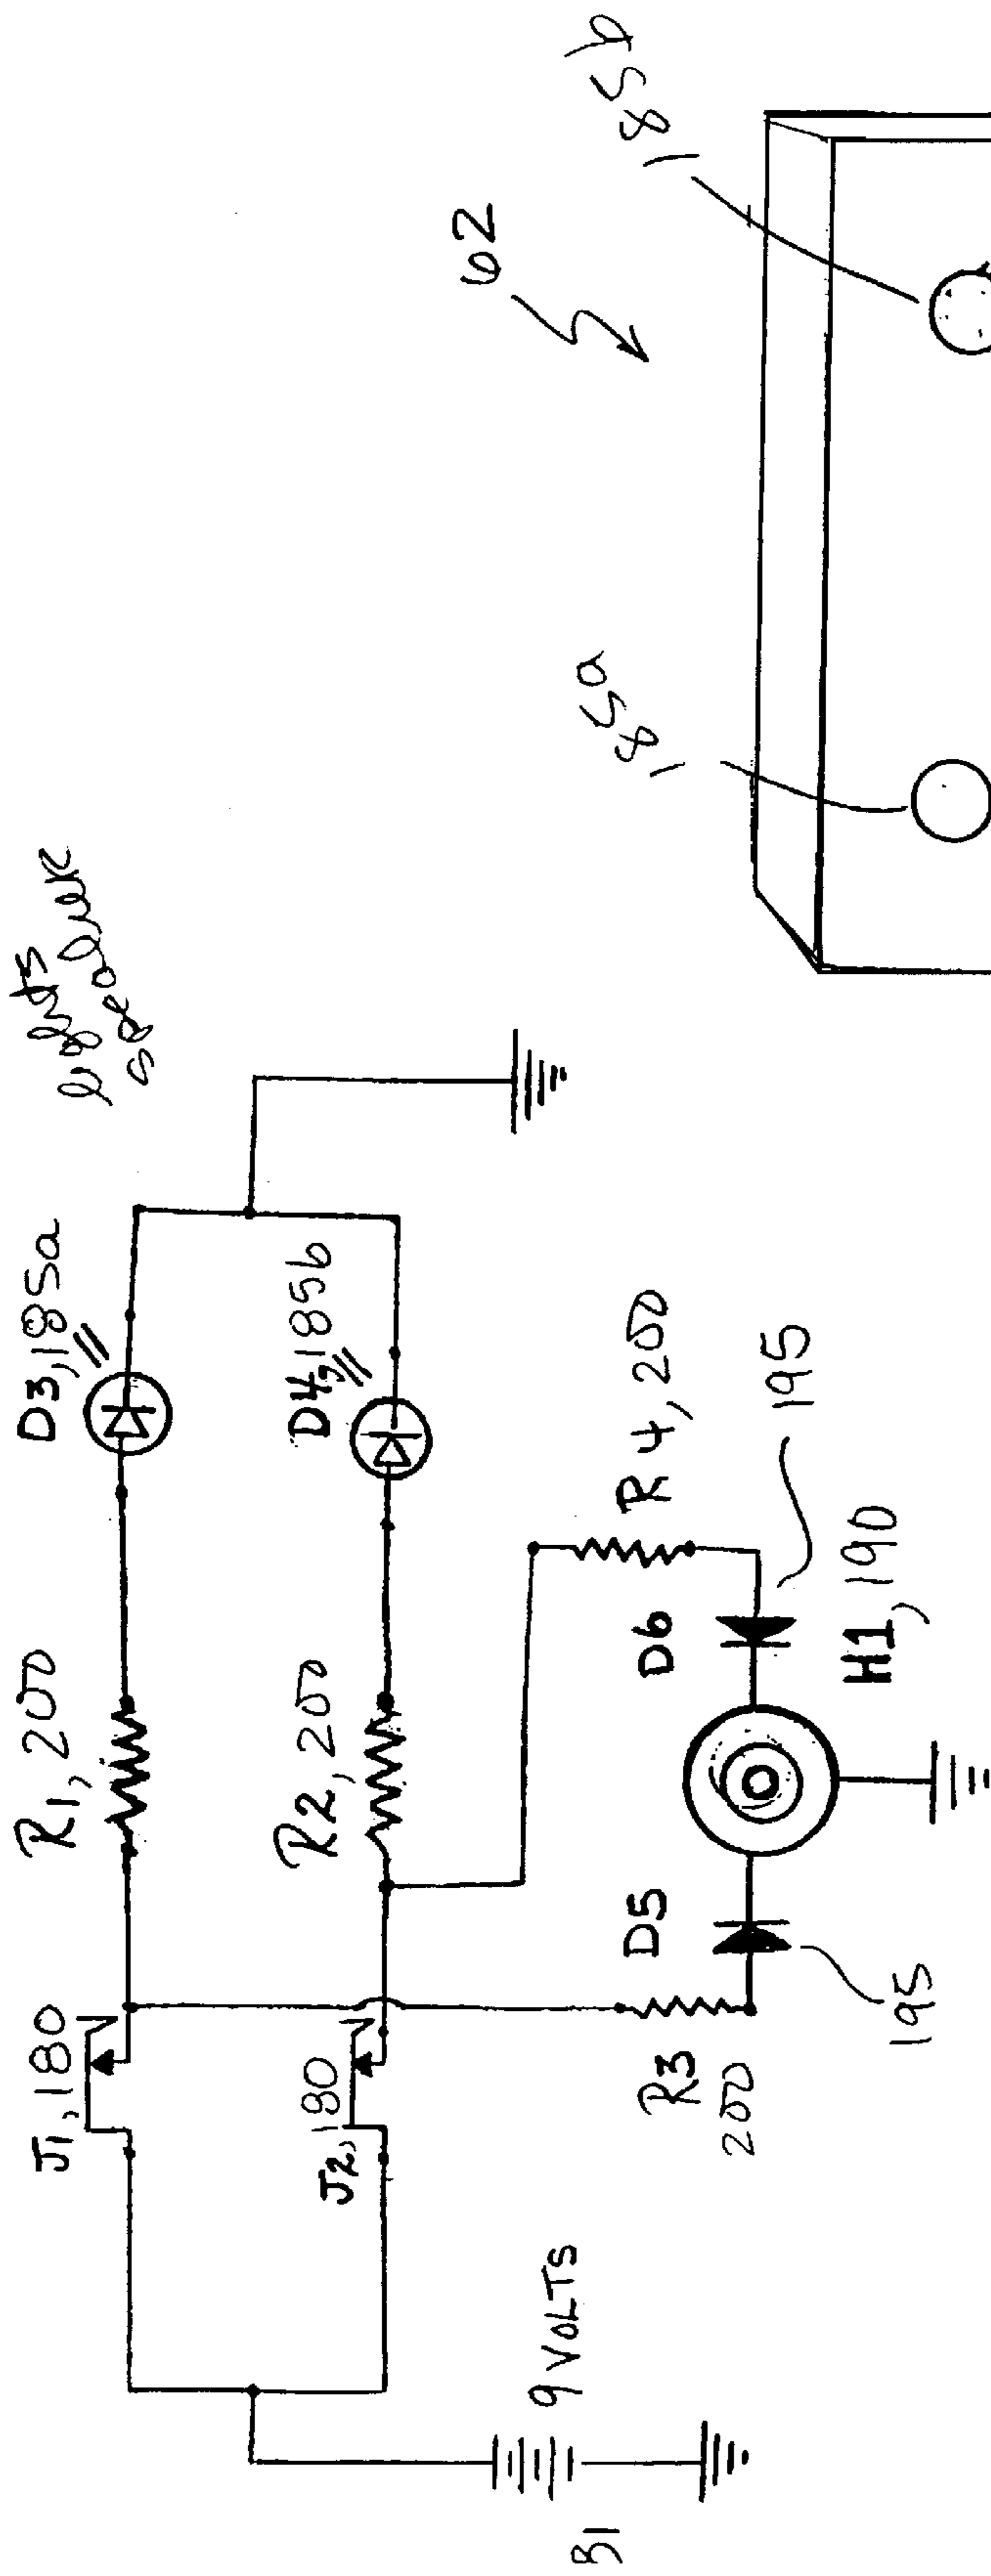 J1, 180
R1, 200
D3, 185a
lights
speaker
J2, 180
R2, 200
D4, 185b
9 VOLTS
B1
R3
200
D5
195
D6
R4, 200
195
H1, 190
62
185a
185b